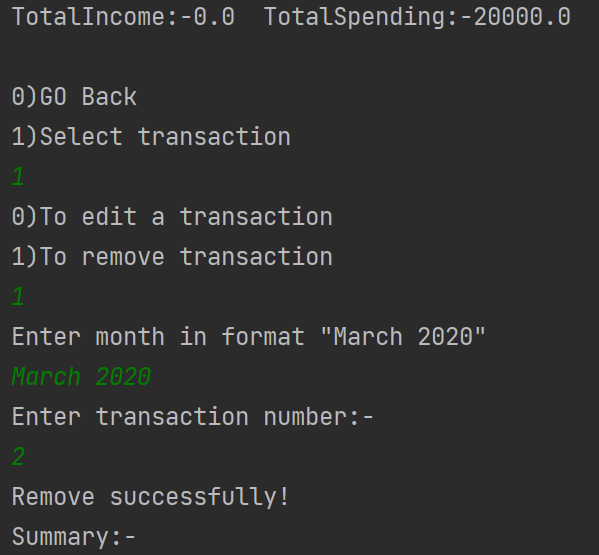 TotalIncome:-0.0  TotalSpending:-20000.0
0)GO Back
1)Select transaction
1
0)To edit a transaction
1)To remove transaction
1
Enter month in format "March 2020"
March 2020
Enter transaction number:-
2
Remove successfully!
Summary:-